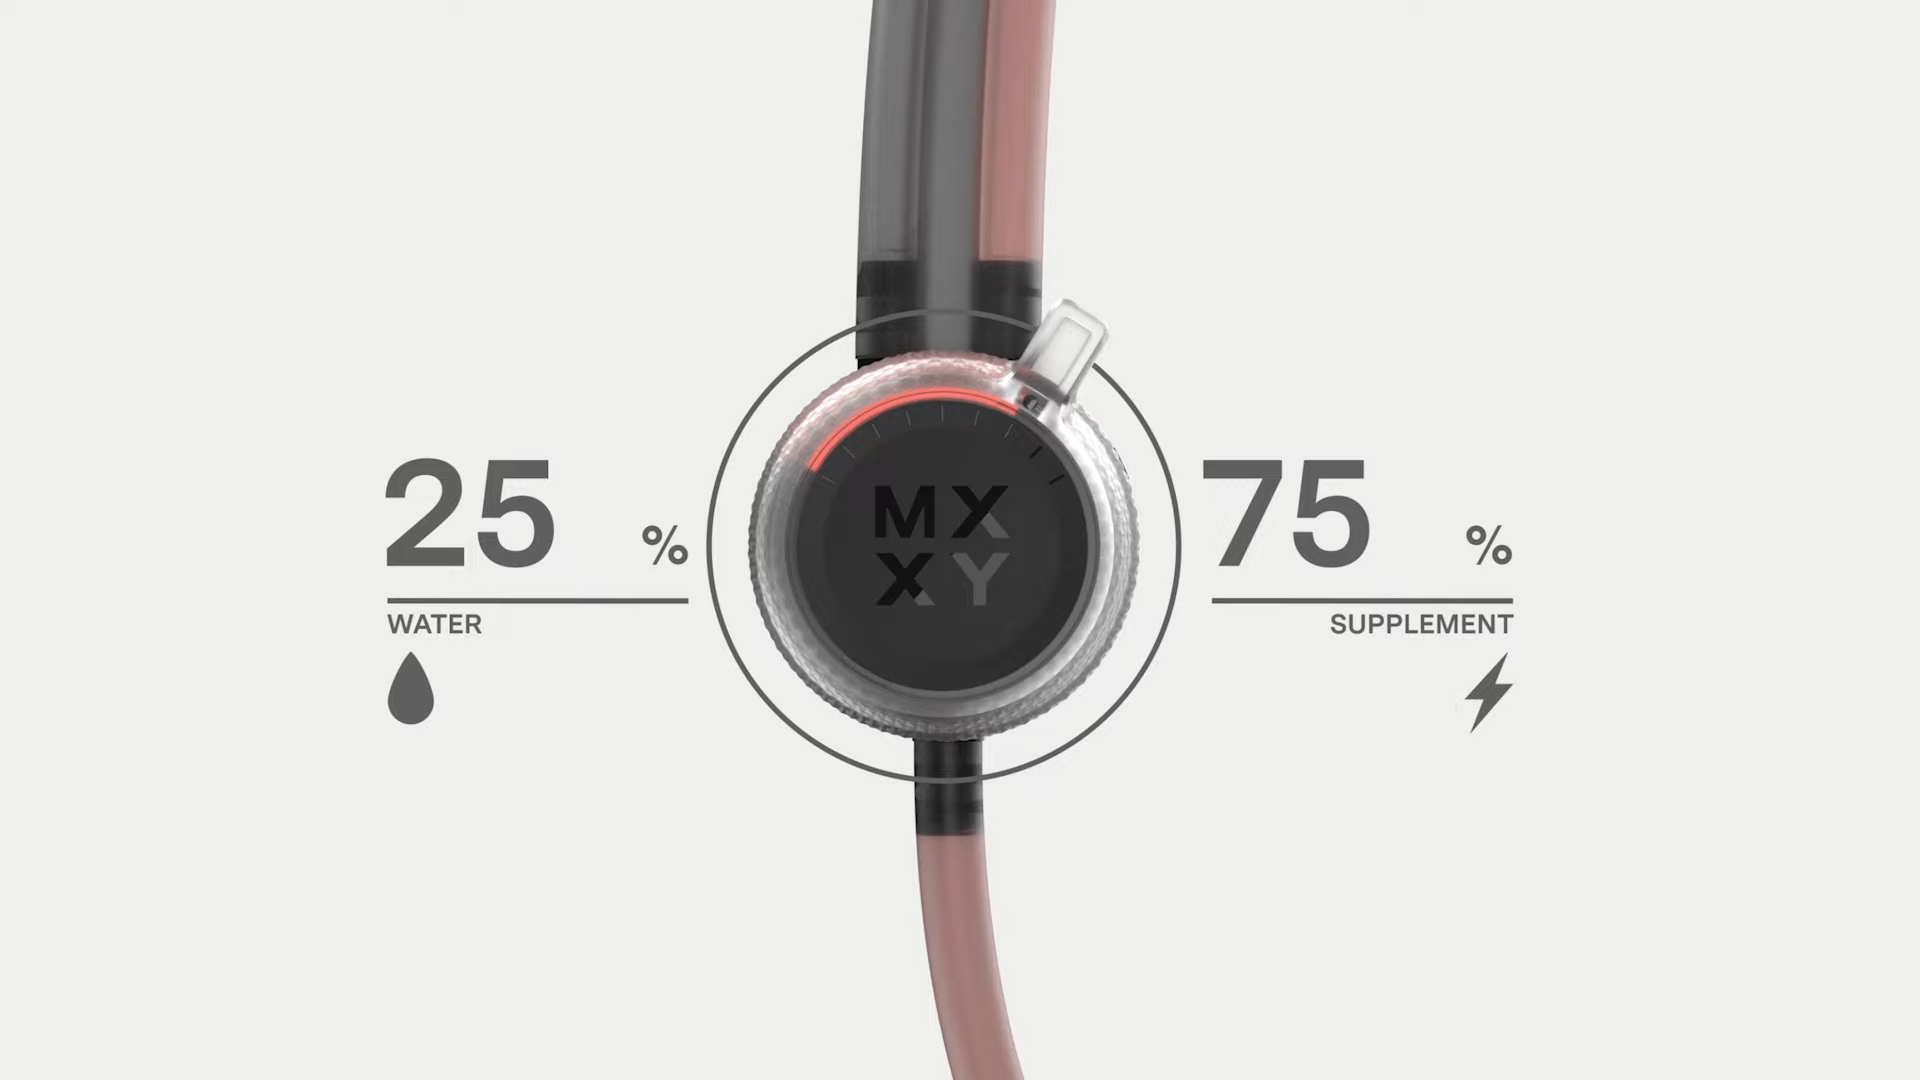 25 %
WATER
MX
XY
75 %
SUPPLEMENT